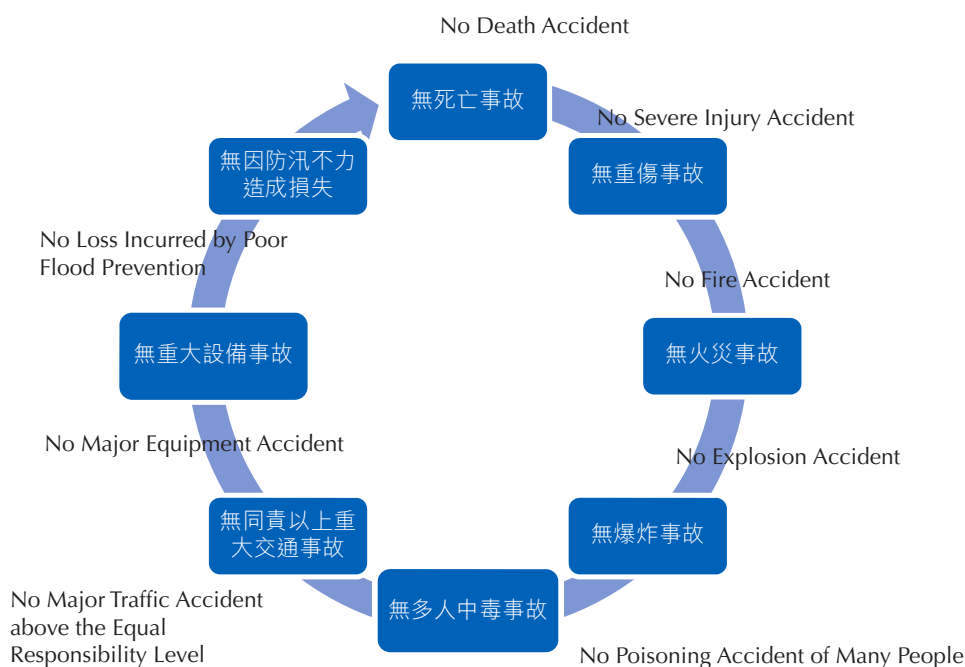 No Death Accident
無死亡事故
No Severe Injury Accident
無重傷事故
No Fire Accident
無火災事故
No Explosion Accident
無爆炸事故
No Poisoning Accident of Many People
無多人中毒事故
No Major Traffic Accident
above the Equal
Responsibility Level
無同責以上重
大交通事故
No Major Equipment Accident
無重大設備事故
No Loss Incurred by Poor
Flood Prevention
無因防汛不力
造成損失